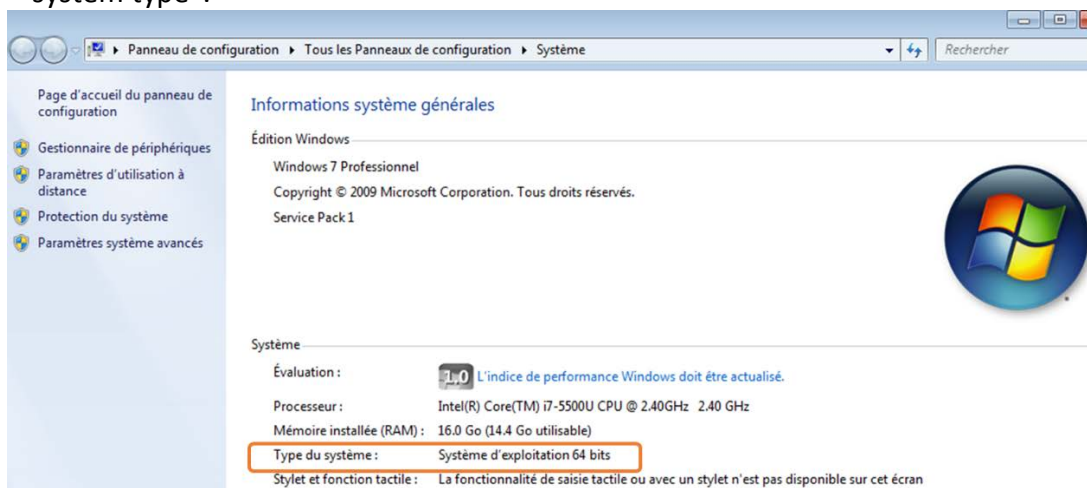 system type".
Panneau de configuration ▸ Tous les Panneaux de configuration ▸ Système
Rechercher
Page d'accueil du panneau de
configuration
Gestionnaire de périphériques
Paramètres d'utilisation à
distance
Protection du système
Paramètres système avancés
Informations système générales
Édition Windows
Windows 7 Professionnel
Copyright © 2009 Microsoft Corporation. Tous droits réservés.
Service Pack 1
Système
Évaluation : 1.0 L'indice de performance Windows doit être actualisé.
Processeur : Intel(R) Core(TM) i7-5500U CPU @ 2.40GHz 2.40 GHz
Mémoire installée (RAM) : 16.0 Go (14.4 Go utilisable)
Type du système : Système d'exploitation 64 bits
Stylet et fonction tactile : La fonctionnalité de saisie tactile ou avec un stylet n'est pas disponible sur cet écran